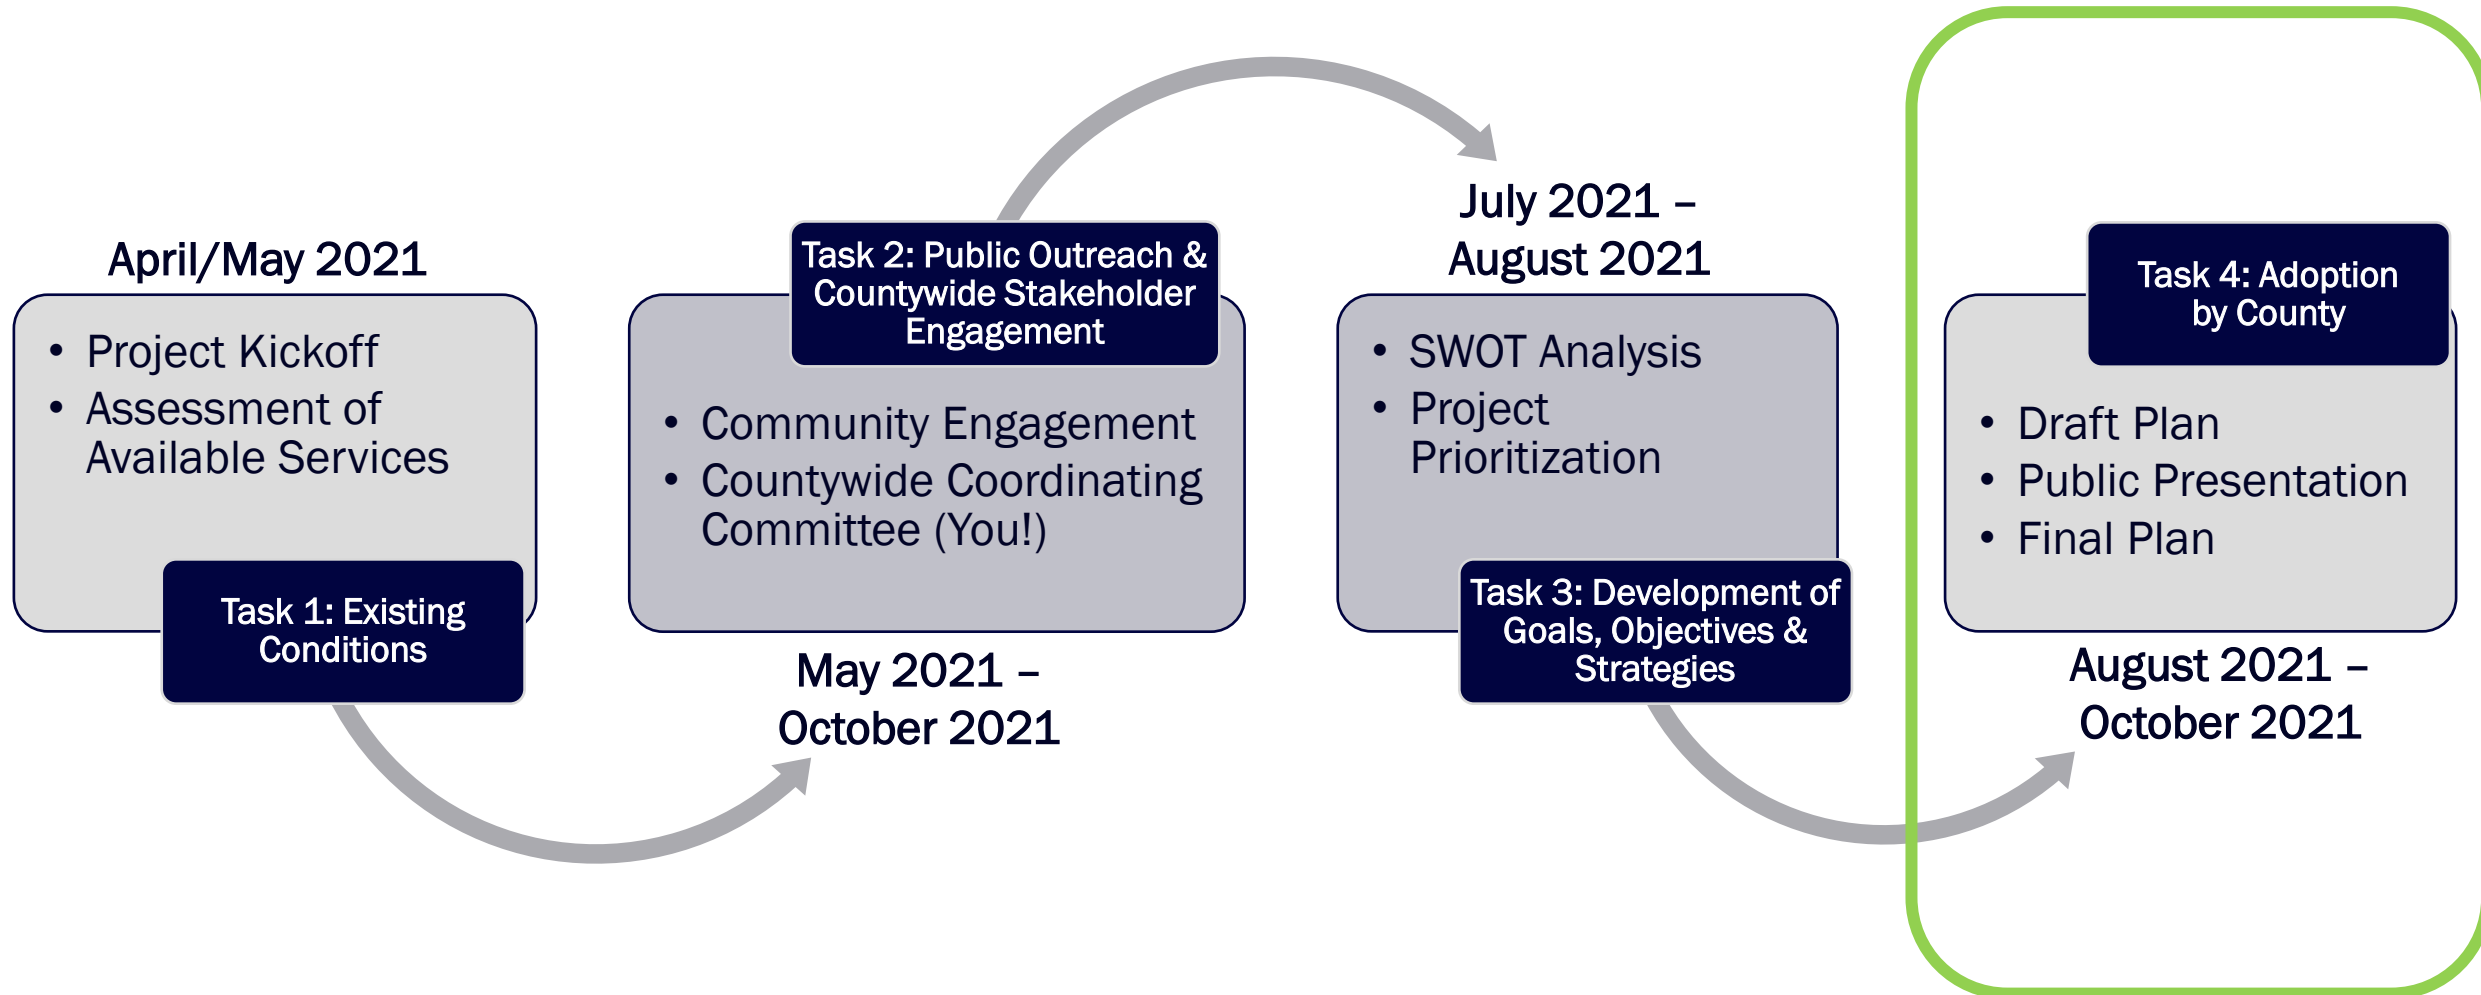 April/May 2021
• Project Kickoff
• Assessment of
Available Services
Task 1: Existing
Conditions
Task 2: Public Outreach &
Countywide Stakeholder
Engagement
• Community Engagement
• Countywide Coordinating
Committee (You!)
May 2021 –
October 2021
July 2021 –
August 2021
• SWOT Analysis
• Project
Prioritization
Task 3: Development of
Goals, Objectives &
Strategies
Task 4: Adoption
by County
• Draft Plan
• Public Presentation
• Final Plan
August 2021 –
October 2021